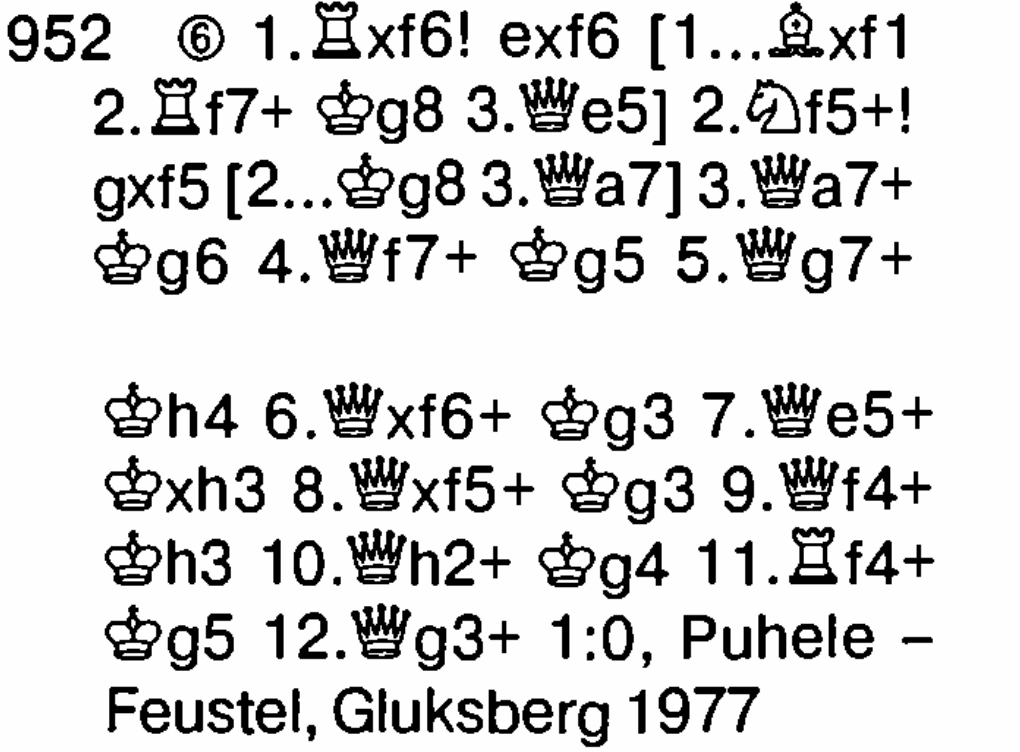 952 ⑥ 1.♖xf6! exf6 [1...♗xf1
2.♖f7+ ♔g8 3.♕e5] 2.♘f5+!
gxf5 [2...♔g8 3.♕a7] 3.♕a7+
♔g6 4.♕f7+ ♔g5 5.♕g7+
♔h4 6.♕xf6+ ♔g3 7.♕e5+
♔xh3 8.♕xf5+ ♔g3 9.♕f4+
♔h3 10.♕h2+ ♔g4 11.♖f4+
♔g5 12.♕g3+ 1:0, Puhele –
Feustel, Gluksberg 1977